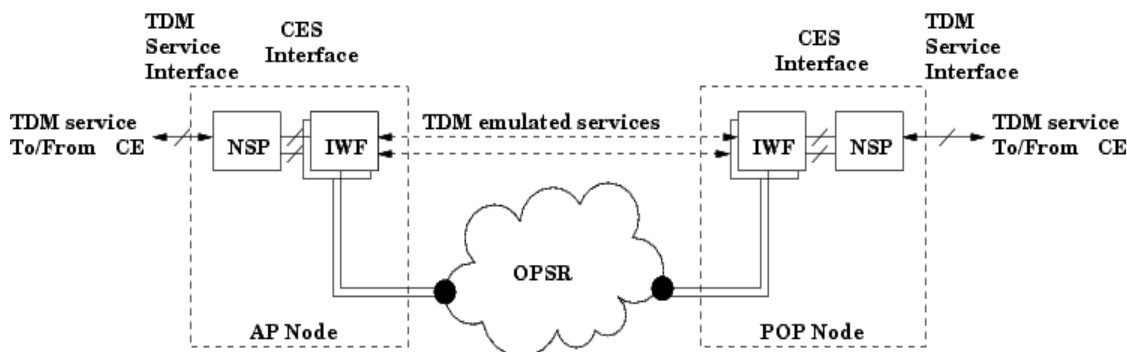 TDM
Service
Interface
CES
Interface
CES
Interface
TDM
Service
Interface
TDM service
To/From CE
NSP
IWF
TDM emulated services
IWF
NSP
TDM service
To/From CE
OPSR
AP Node
POP Node